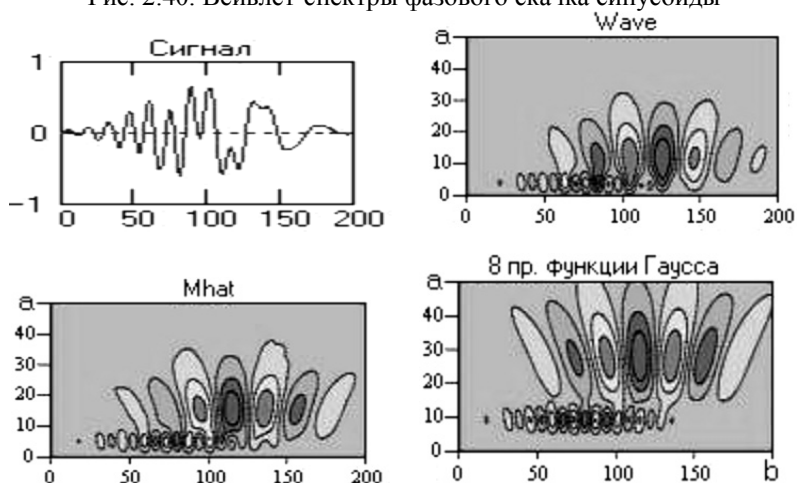 Рис. 2.40. Вейвлет-спектры фазового скачка синусоиды
Сигнал
1
0
-1
0 50 100 150 200
Wave
a
40
30
20
10
0
0 50 100 150 200
Mhat
a
40
30
20
10
0
0 50 100 150 200
8 пр. функции Гаусса
a
40
30
20
10
0
0 50 100 150 b